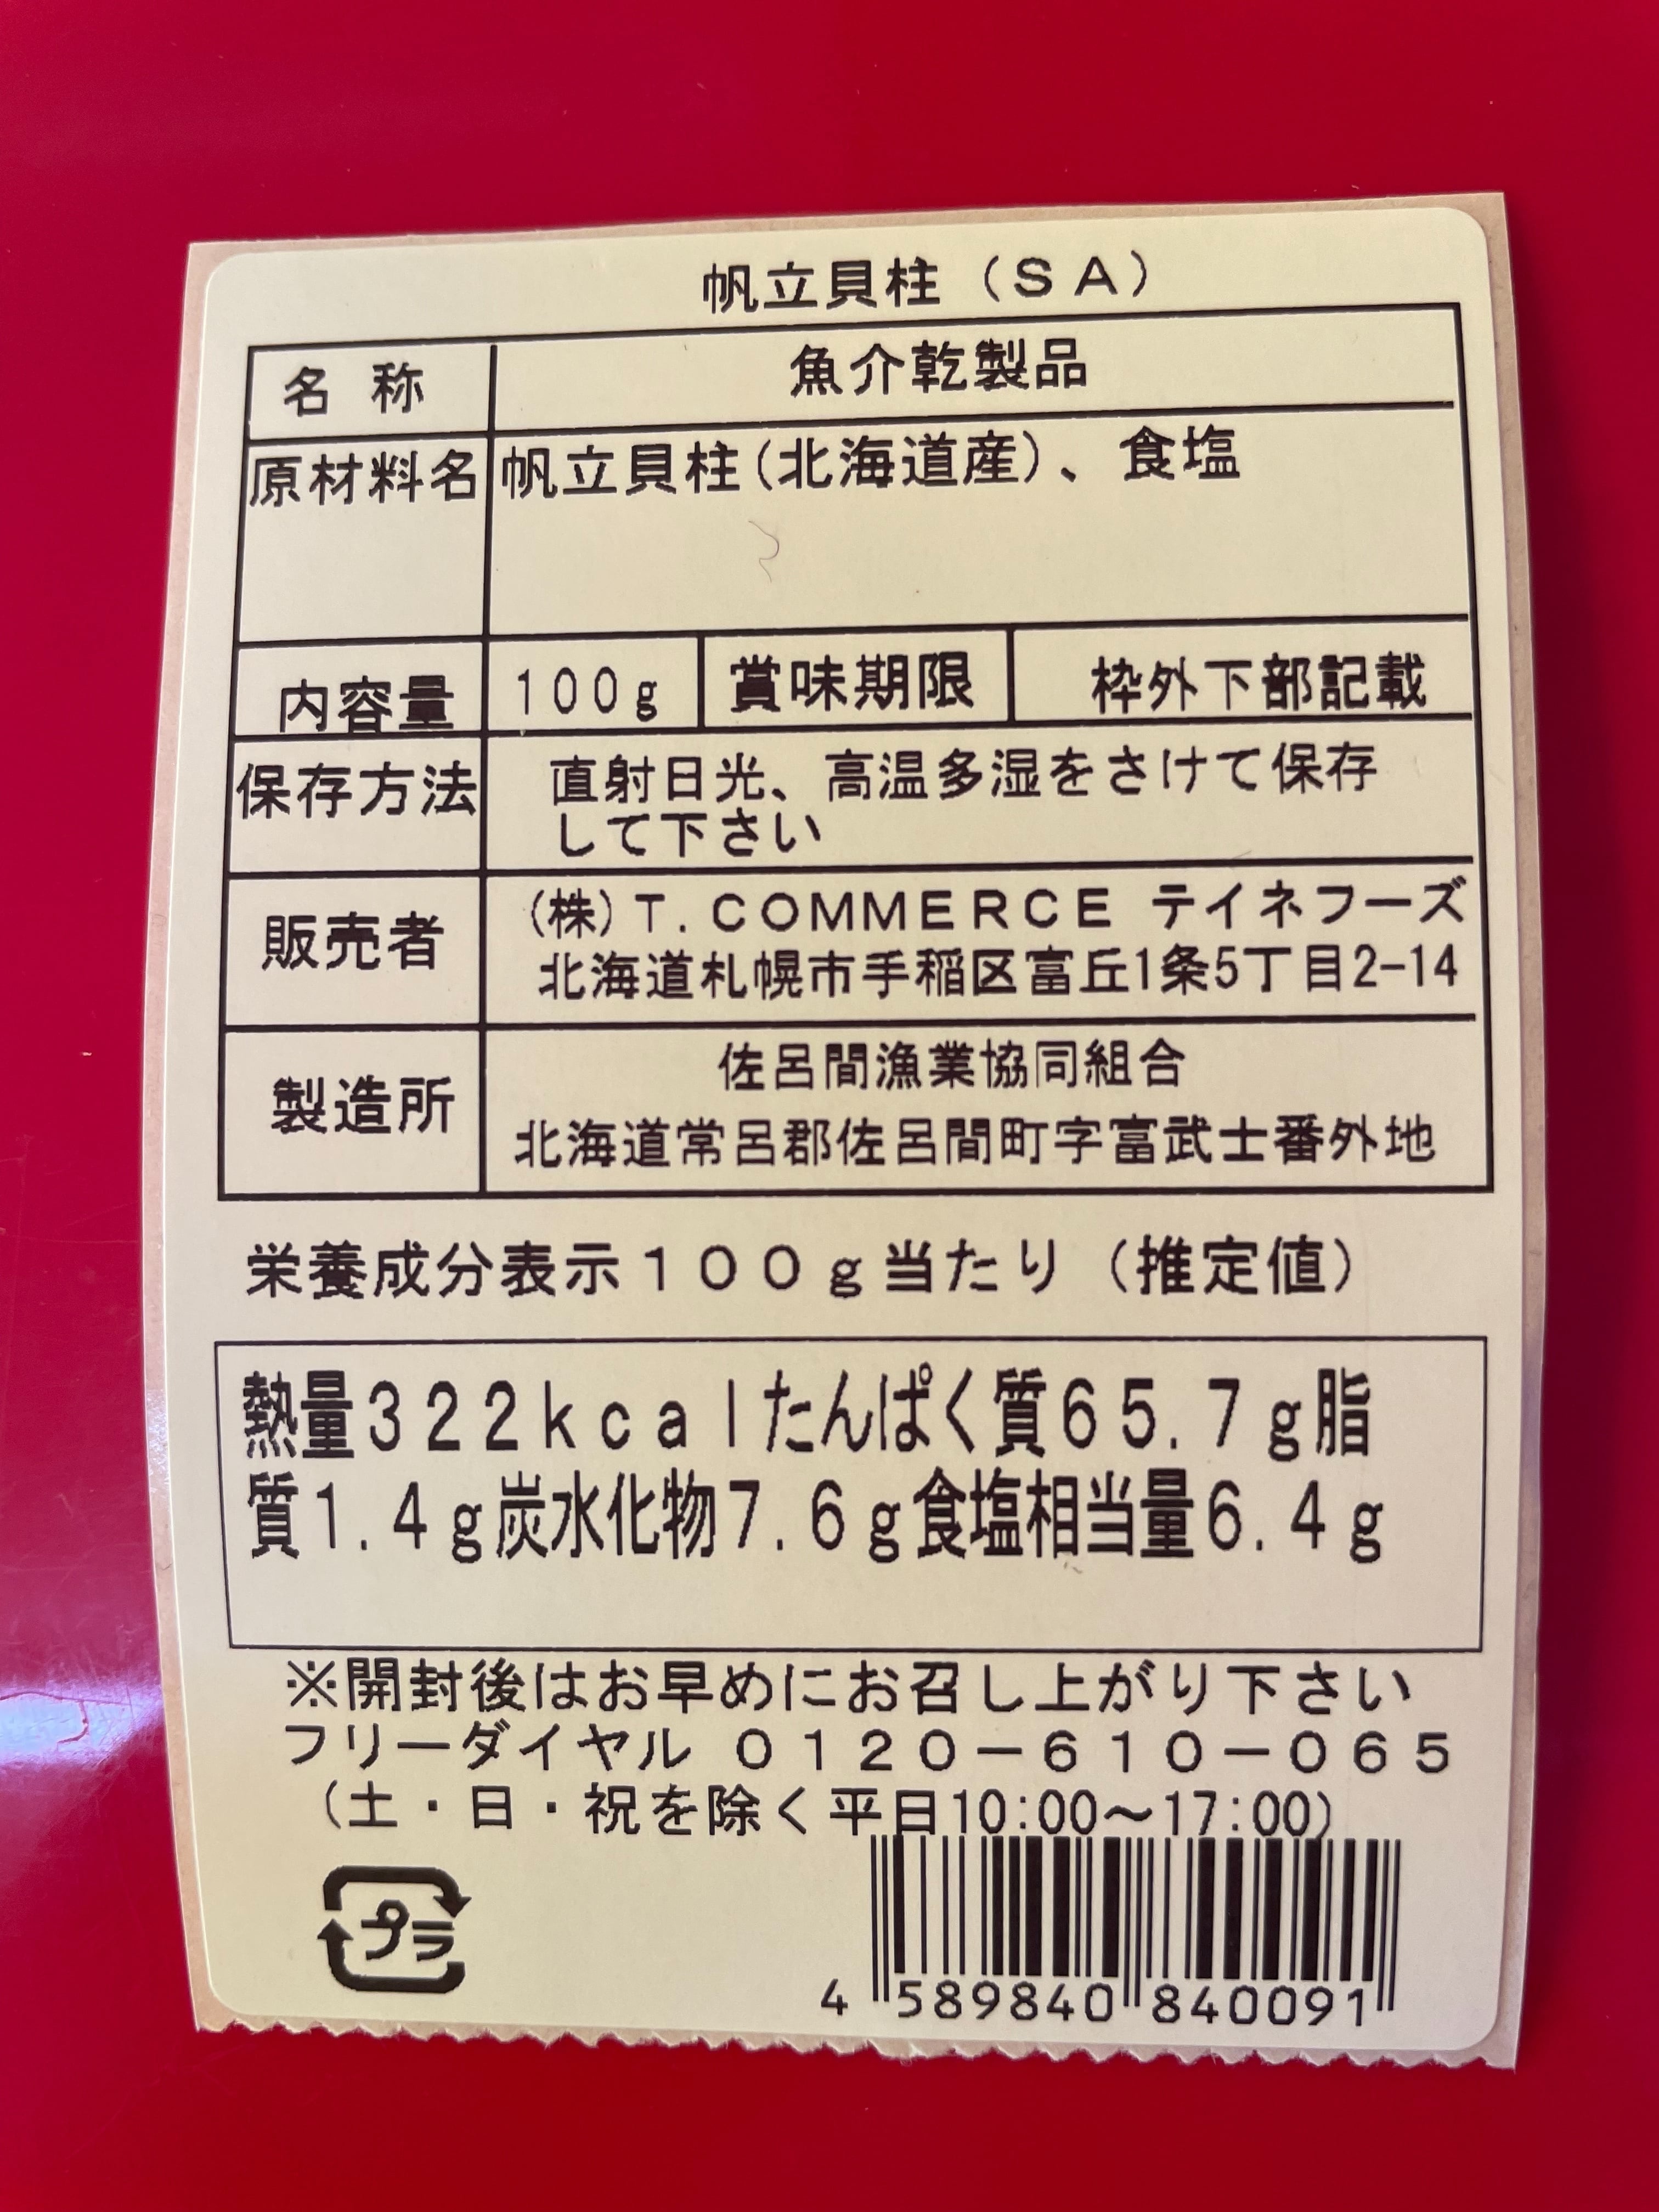 帆立貝柱（ＳＡ）
名 称 魚介乾製品
原材料名 帆立貝柱(北海道産)、食塩
内容量 100g 賞味期限 枠外下部記載
保存方法 直射日光、高温多湿をさけて保存
して下さい
販売者 (株)Ｔ．ＣＯＭＭＥＲＣＥ テイネフーズ
北海道札幌市手稲区富丘1条5丁目2-14
製造所 佐呂間漁業協同組合
北海道常呂郡佐呂間町字富武士番外地
栄養成分表示１００ｇ当たり（推定値）
熱量３２２ｋｃａｌたんぱく質６５．７ｇ脂
質１．４ｇ炭水化物７．６ｇ食塩相当量６．４ｇ
※開封後はお早めにお召し上がり下さい
フリーダイヤル ０１２０－６１０－０６５
（土・日・祝を除く平日10:00～17:00）
プラ
4 589840 840091